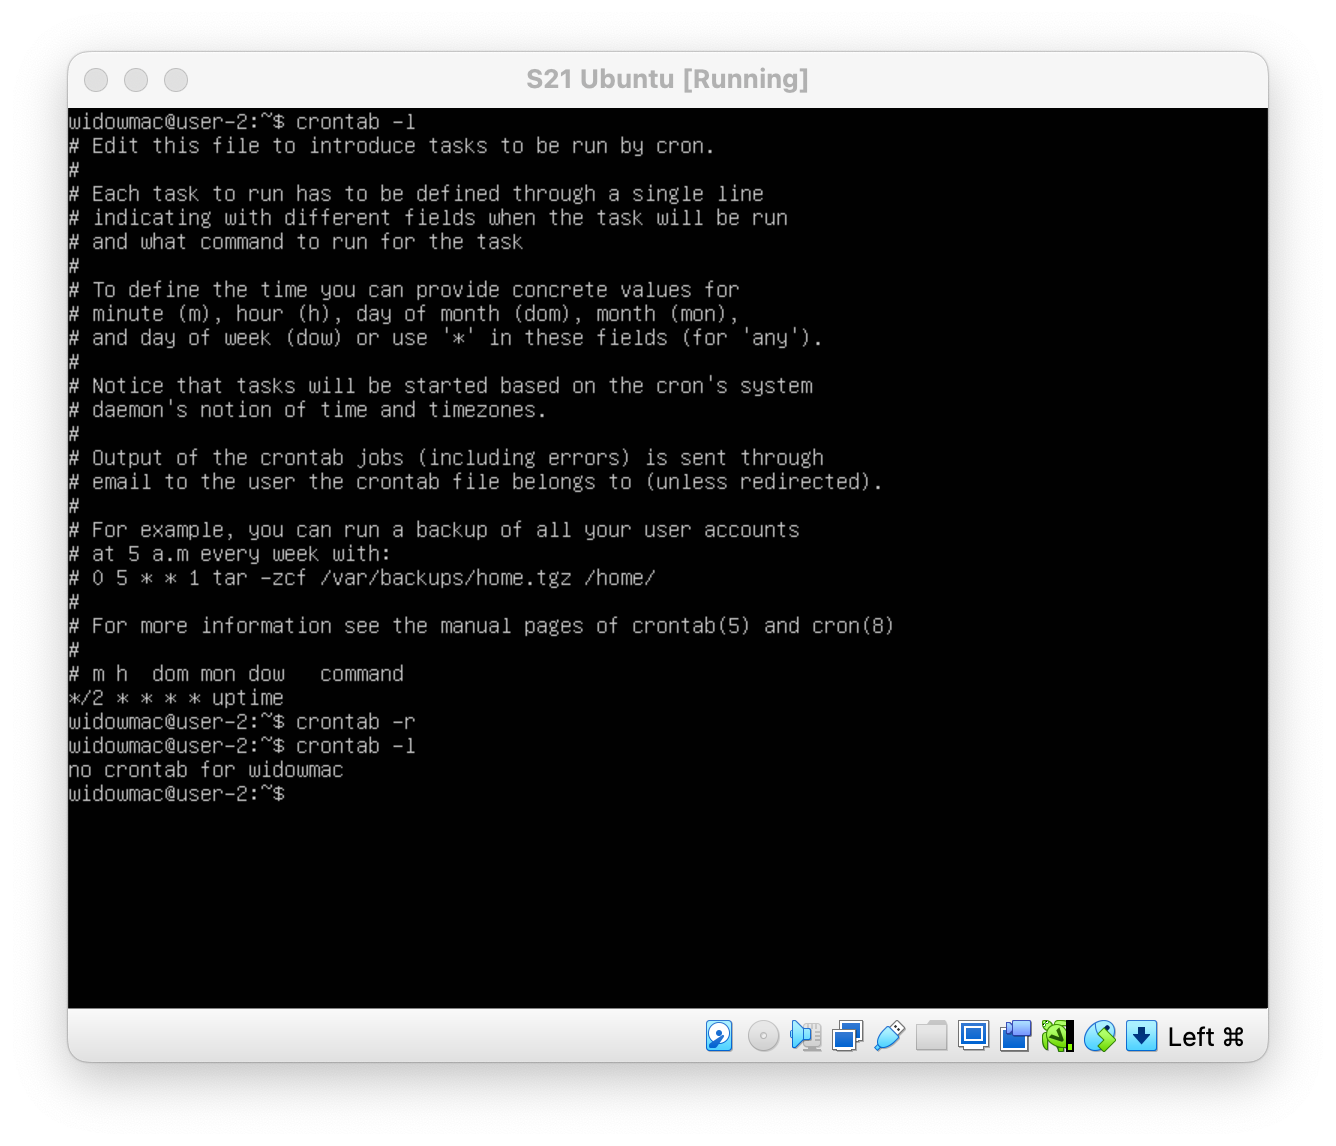 S21 Ubuntu [Running]
widowmac@user-2:~$ crontab -l
# Edit this file to introduce tasks to be run by cron.
#
# Each task to run has to be defined through a single line
# indicating with different fields when the task will be run
# and what command to run for the task
#
# To define the time you can provide concrete values for
# minute (m), hour (h), day of month (dom), month (mon),
# and day of week (dow) or use '*' in these fields (for 'any').
#
# Notice that tasks will be started based on the cron's system
# daemon's notion of time and timezones.
#
# Output of the crontab jobs (including errors) is sent through
# email to the user the crontab file belongs to (unless redirected).
#
# For example, you can run a backup of all your user accounts
# at 5 a.m every week with:
# 0 5 * * 1 tar -zcf /var/backups/home.tgz /home/
#
# For more information see the manual pages of crontab(5) and cron(8)
#
# m h  dom mon dow   command
*/2 * * * * uptime
widowmac@user-2:~$ crontab -r
widowmac@user-2:~$ crontab -l
no crontab for widowmac
widowmac@user-2:~$
Left ⌘